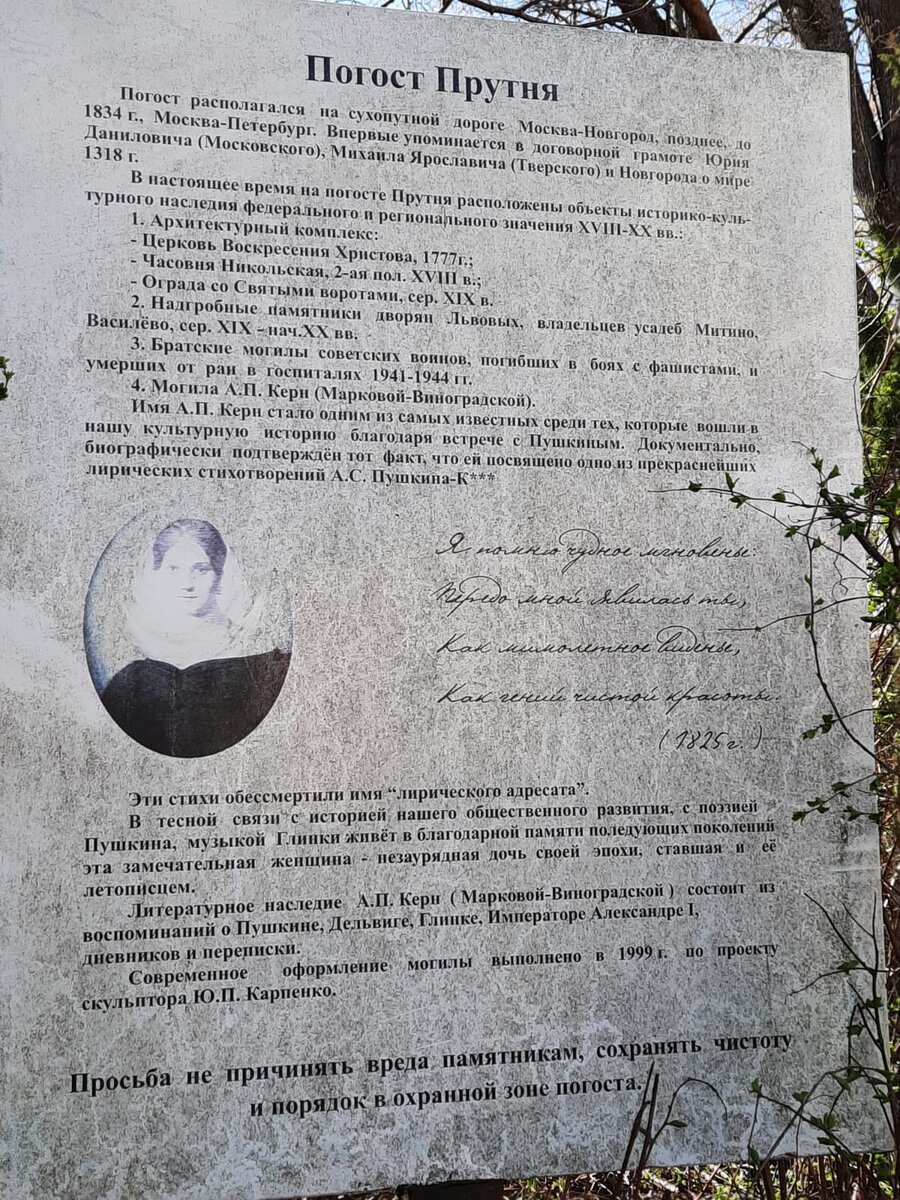 Погост Прутня
Погост располагался на сухопутной дороге Москва-Новгород, позднее, до
1834 г., Москва-Петербург. Впервые упоминается в договорной грамоте Юрия
Даниловича (Московского), Михаила Ярославича (Тверского) и Новгорода о мире
1318 г.
В настоящее время на погосте Прутня расположены объекты историко-куль-
турного наследия федерального и регионального значения XVIII-XX вв.:
1. Архитектурный комплекс:
- Церковь Воскресения Христова, 1777г.;
- Часовня Никольская, 2-ая пол. XVIII в.;
- Ограда со Святыми воротами, сер. XIX в.
2. Надгробные памятники дворян Львовых, владельцев усадеб Митино,
Василёво, сер. XIX - нач.XX вв.
3. Братские могилы советских воинов, погибших в боях с фашистами, и
умерших от ран в госпиталях 1941-1944 гг.
4. Могила А.П. Керн (Марковой-Виноградской).
Имя А.П. Керн стало одним из самых известных среди тех, которые вошли в
нашу культурную историю благодаря встрече с Пушкиным. Документально,
биографически подтверждён тот факт, что ей посвящено одно из прекраснейших
лирических стихотворений А.С. Пушкина-К***
Я помню чудное мгновенье:
Передо мной явилась ты,
Как мимолетное виденье,
Как гений чистой красоты.
(1825 г.)
Эти стихи обессмертили имя “лирического адресата”.
В тесной связи с историей нашего общественного развития, с поэзией
Пушкина, музыкой Глинки живёт в благодарной памяти поледующих поколений
эта замечательная женщина - незаурядная дочь своей эпохи, ставшая и её
летописцем.
Литературное наследие А.П. Керн ( Марковой-Виноградской ) состоит из
воспоминаний о Пушкине, Дельвиге, Глинке, Императоре Александре I,
дневников и переписки.
Современное оформление могилы выполнено в 1999 г. по проекту
скульптора Ю.П. Карпенко.
Просьба не причинять вреда памятникам, сохранять чистоту
и порядок в охранной зоне погоста.